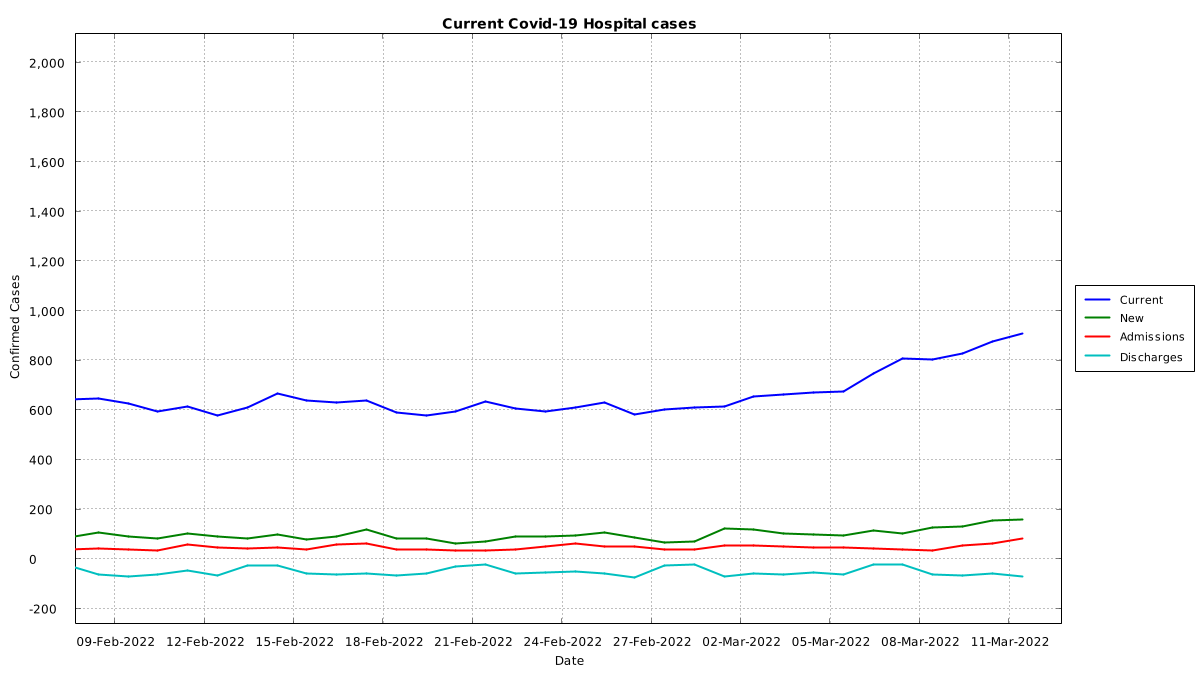 Current Covid-19 Hospital cases
2,000
1,800
1,600
1,400
1,200
1,000
800
600
400
200
0
-200
Confirmed Cases
09-Feb-2022 12-Feb-2022 15-Feb-2022 18-Feb-2022 21-Feb-2022 24-Feb-2022 27-Feb-2022 02-Mar-2022 05-Mar-2022 08-Mar-2022 11-Mar-2022
Date
Current
New
Admissions
Discharges